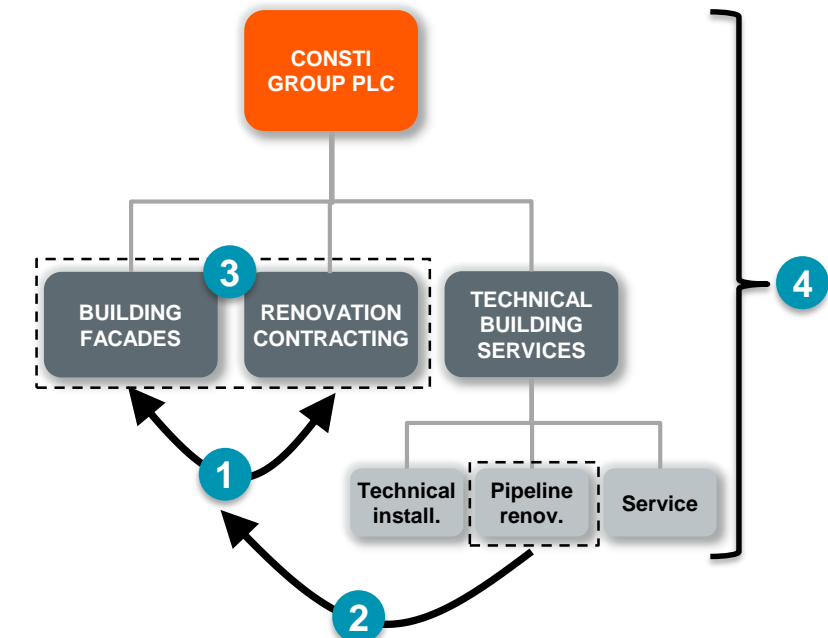 CONSTI
GROUP PLC
3
4
BUILDING
FACADES
RENOVATION
CONTRACTING
TECHNICAL
BUILDING
SERVICES
1
Technical
install.
Pipeline
renov.
Service
2